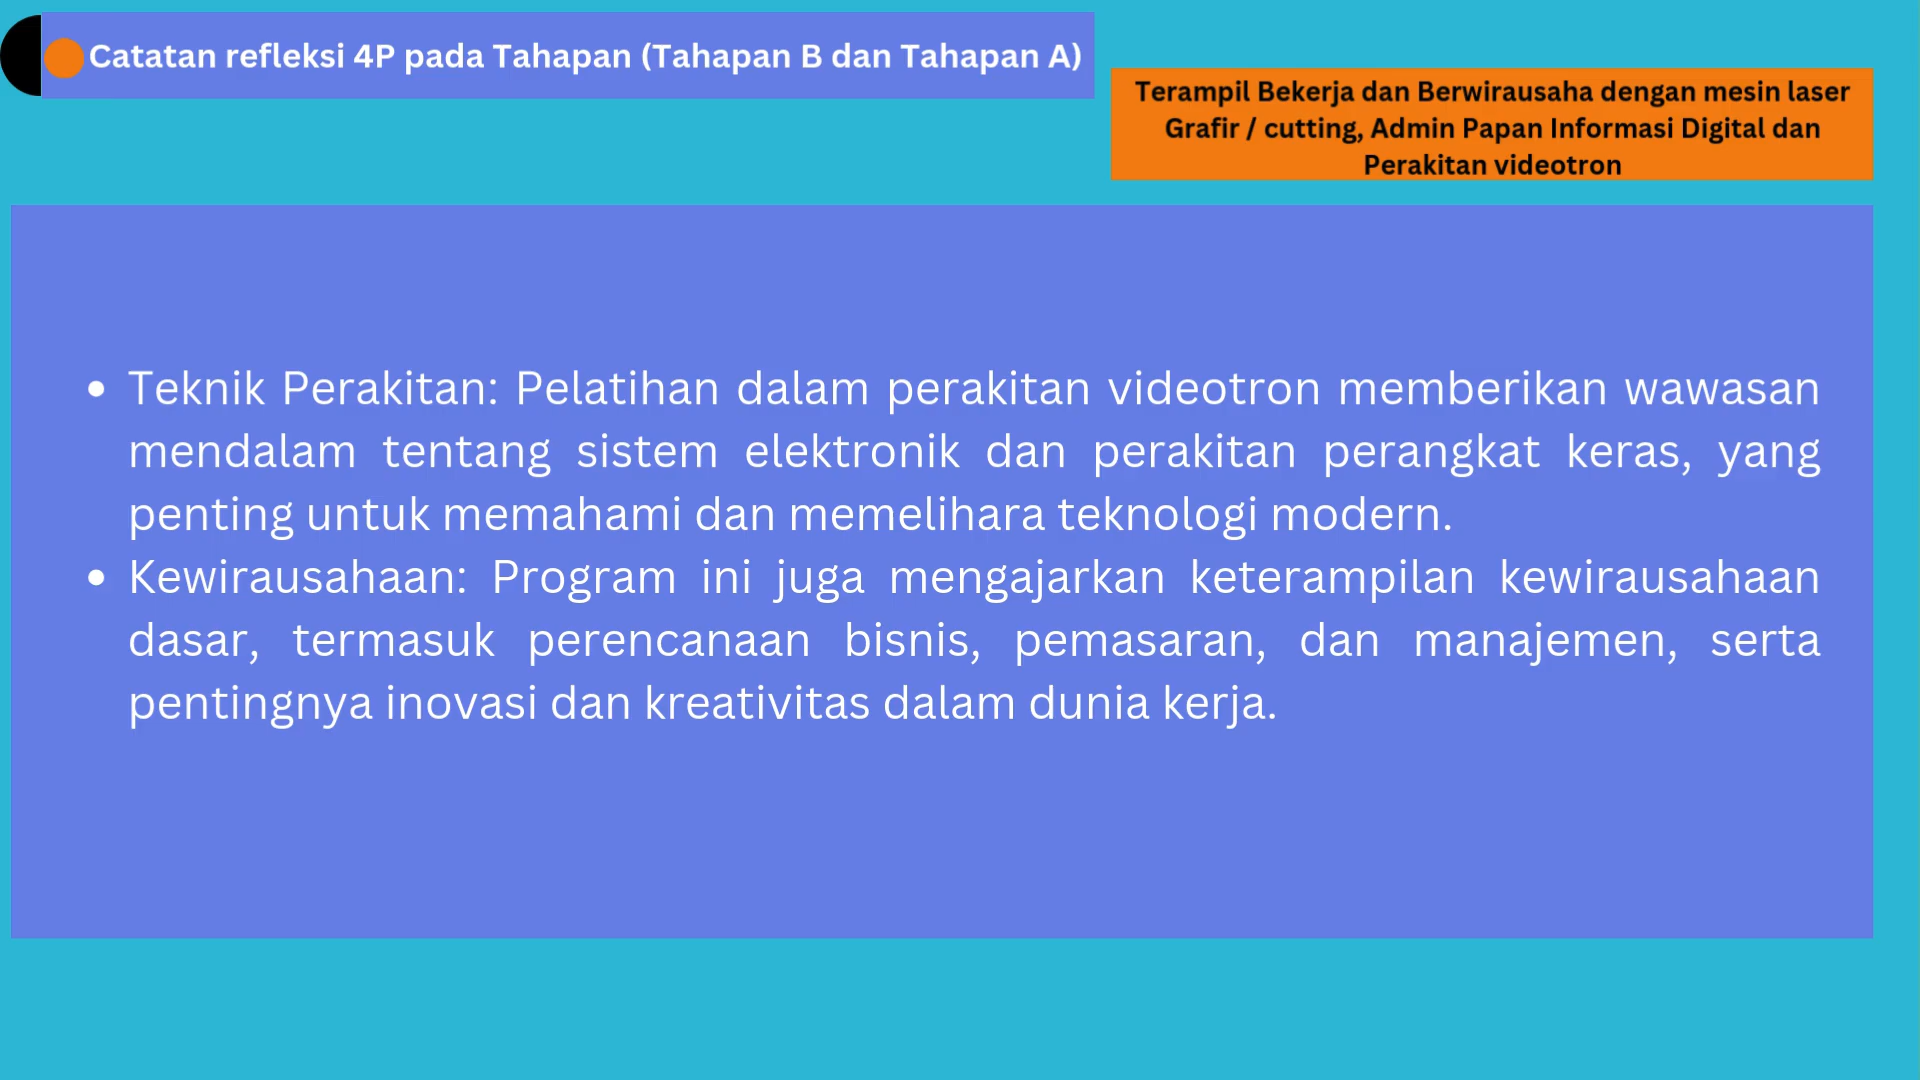 Catatan refleksi 4P pada Tahapan (Tahapan B dan Tahapan A)
Terampil Bekerja dan Berwirausaha dengan mesin laser
Grafir / cutting, Admin Papan Informasi Digital dan
Perakitan videotron
• Teknik Perakitan: Pelatihan dalam perakitan videotron memberikan wawasan
mendalam tentang sistem elektronik dan perakitan perangkat keras, yang
penting untuk memahami dan memelihara teknologi modern.
• Kewirausahaan: Program ini juga mengajarkan keterampilan kewirausahaan
dasar, termasuk perencanaan bisnis, pemasaran, dan manajemen, serta
pentingnya inovasi dan kreativitas dalam dunia kerja.